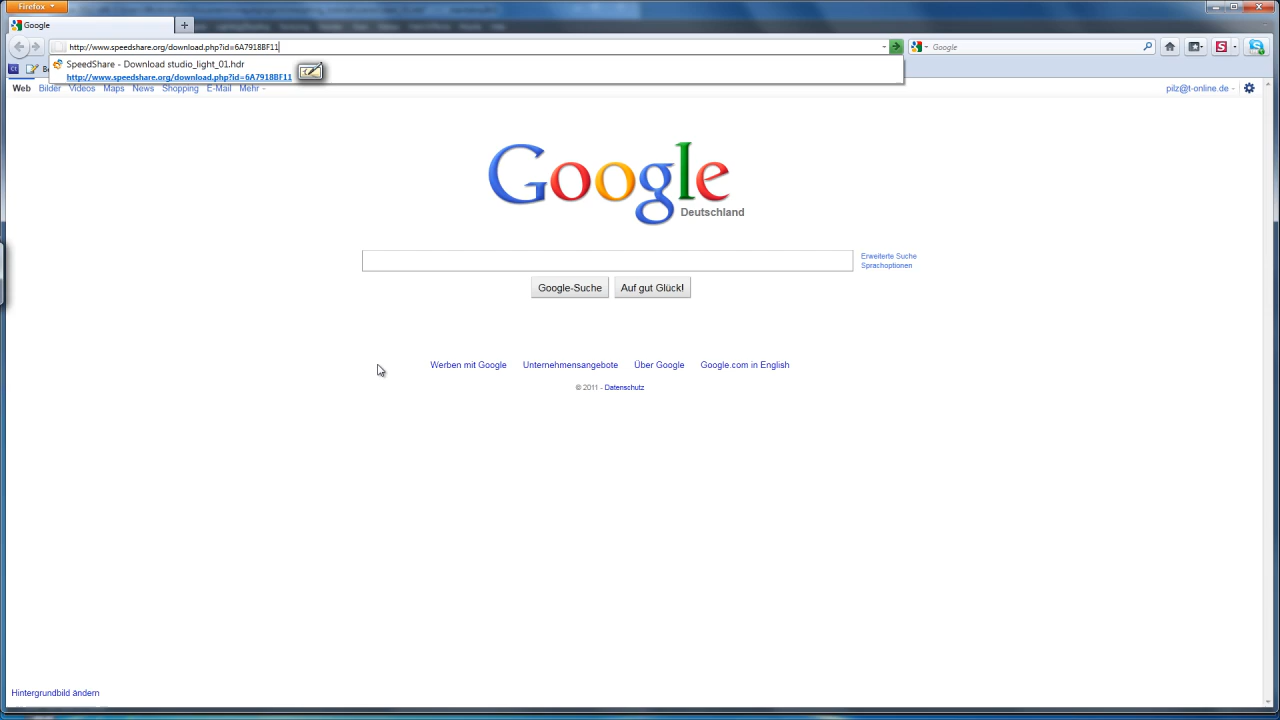 Firefox
Google
http://www.speedshare.org/download.php?id=6A7918BF11
Google
SpeedShare - Download studio_light_01.hdr
http://www.speedshare.org/download.php?id=6A7918BF11
Web Bilder Videos Maps News Shopping E-Mail Mehr
pilz@t-online.de
Google
Deutschland
Erweiterte Suche
Sprachoptionen
Google-Suche Auf gut Glück!
Werben mit Google Unternehmensangebote Über Google Google.com in English
© 2011 - Datenschutz
Hintergrundbild ändern